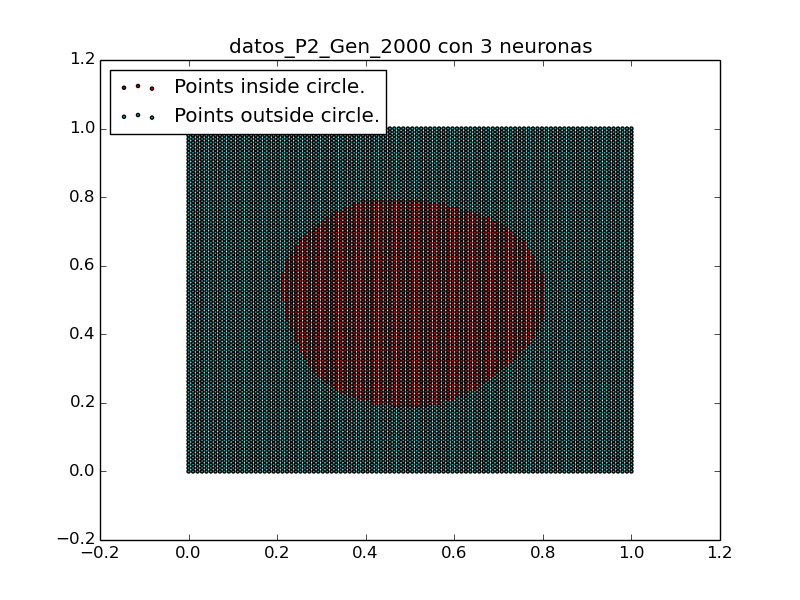 datos_P2_Gen_2000 con 3 neuronas
1.2
Points inside circle.
Points outside circle.
1.0
0.8
0.6
0.4
0.2
0.0
−0.2
−0.2 0.0 0.2 0.4 0.6 0.8 1.0 1.2